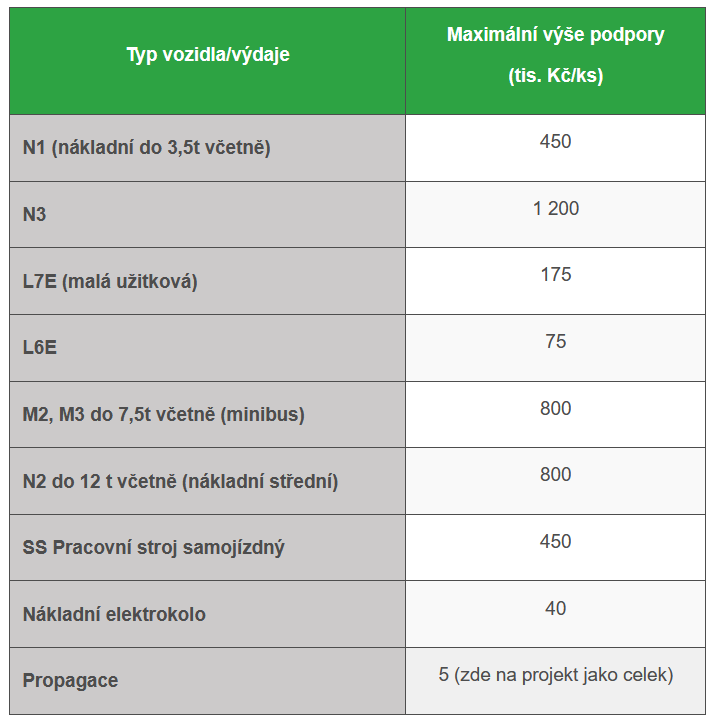 Typ vozidla/výdaje
Maximální výše podpory
(tis. Kč/ks)
N1 (nákladní do 3,5t včetně)
450
N3
1 200
L7E (malá užitková)
175
L6E
75
M2, M3 do 7,5t včetně (minibus)
800
N2 do 12 t včetně (nákladní střední)
800
SS Pracovní stroj samojízdný
450
Nákladní elektrokolo
40
Propagace
5 (zde na projekt jako celek)